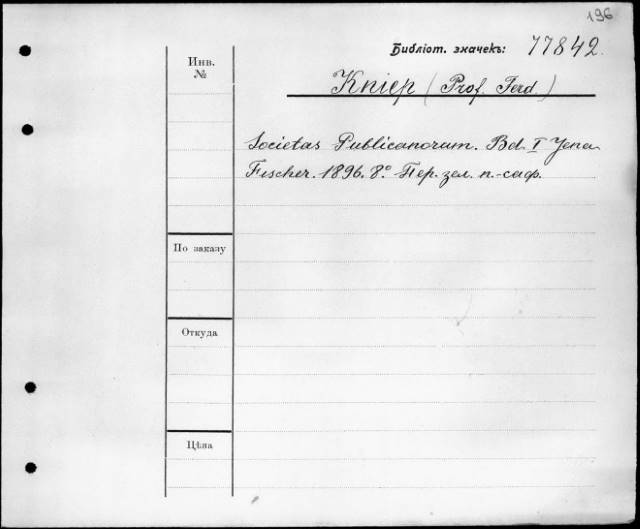 196
Библіот. значекъ: 77842.
Инв.
№
Kniep (Prof. Ferd.)
Societas Publicanorum. Bd. I Jena
Fischer. 1896. 8° Пер. зел. п.-саф.
По заказу
Откуда
Цѣна